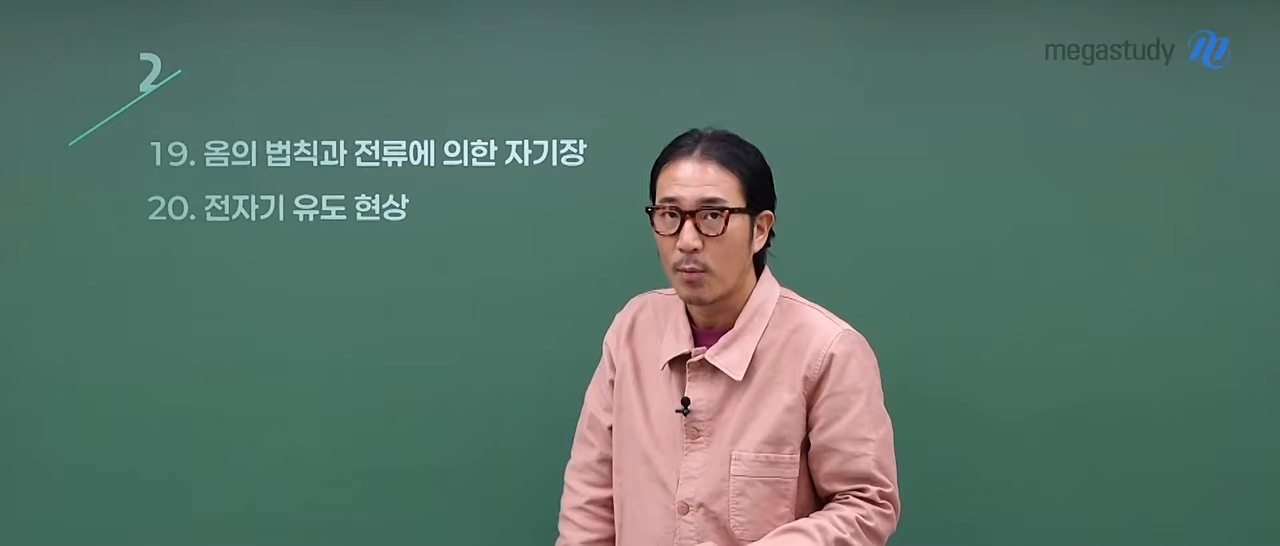 megastudy
2
19. 옴의 법칙과 전류에 의한 자기장
20. 전자기 유도 현상